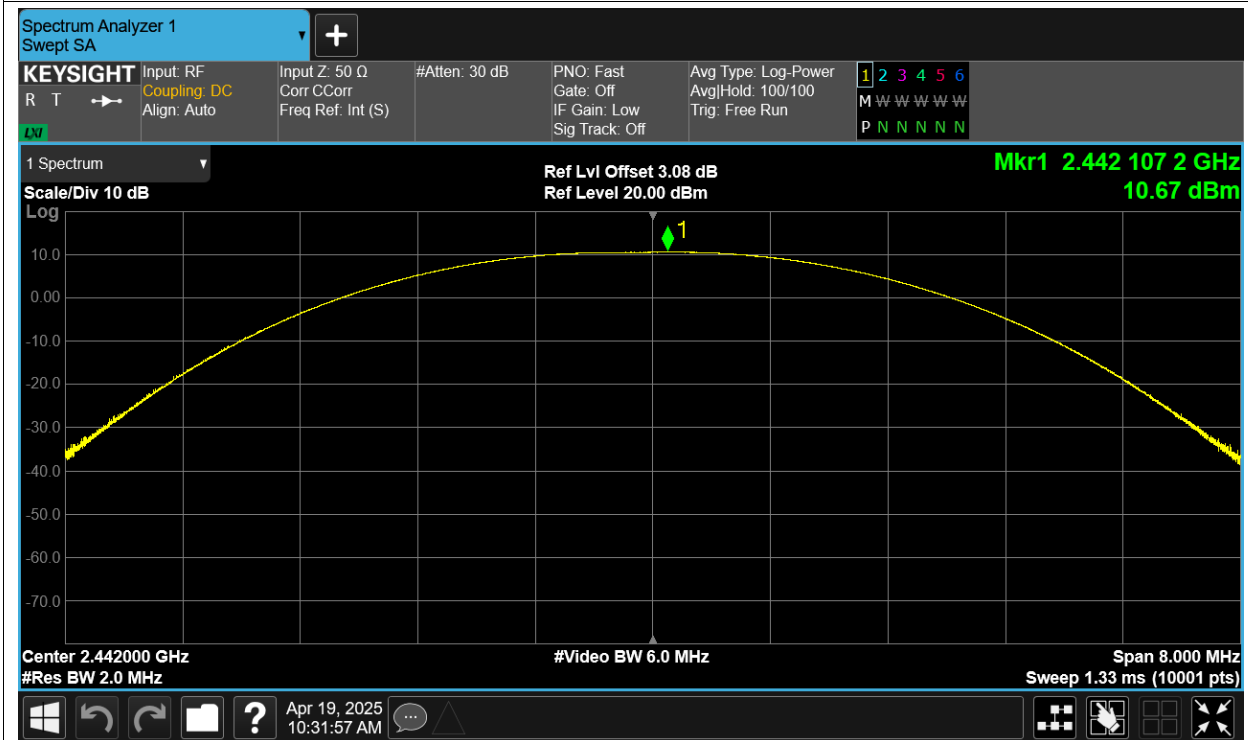 Spectrum Analyzer 1
Swept SA
+
KEYSIGHT
R T
LXI
Input: RF
Coupling: DC
Align: Auto
Input Z: 50 Ω
Corr CCorr
Freq Ref: Int (S)
#Atten: 30 dB
PNO: Fast
Gate: Off
IF Gain: Low
Sig Track: Off
Avg Type: Log-Power
Avg|Hold: 100/100
Trig: Free Run
1 2 3 4 5 6
M W W W W W
P N N N N N
1 Spectrum
Scale/Div 10 dB
Log
Ref Lvl Offset 3.08 dB
Ref Level 20.00 dBm
Mkr1 2.442 107 2 GHz
10.67 dBm
1
10.0
0.00
-10.0
-20.0
-30.0
-40.0
-50.0
-60.0
-70.0
Center 2.442000 GHz
#Res BW 2.0 MHz
#Video BW 6.0 MHz
Span 8.000 MHz
Sweep 1.33 ms (10001 pts)
?
Apr 19, 2025
10:31:57 AM